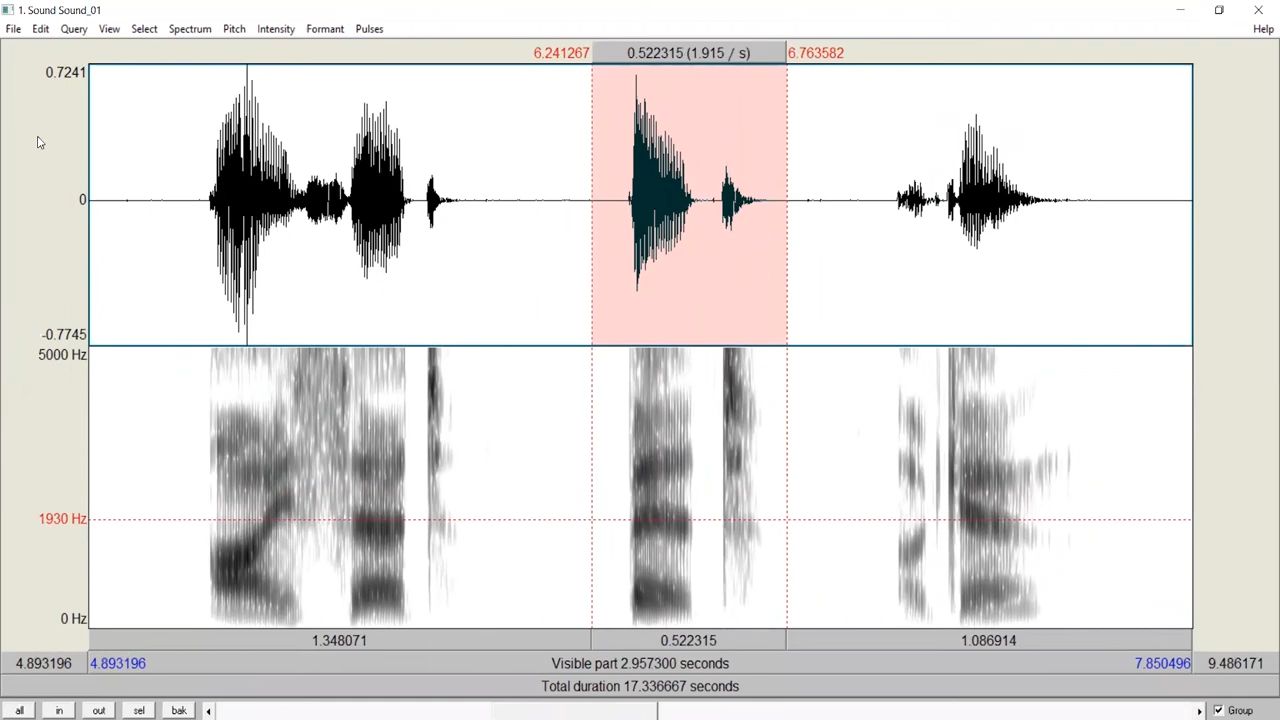 1. Sound Sound_01
File Edit Query View Select Spectrum Pitch Intensity Formant Pulses Help
6.241267 0.522315 (1.915 / s) 6.763582
0.7241
0
-0.7745
5000 Hz
1930 Hz
0 Hz
1.348071 0.522315 1.086914
4.893196 4.893196 Visible part 2.957300 seconds 7.850496 9.486171
Total duration 17.336667 seconds
all in out sel bak Group